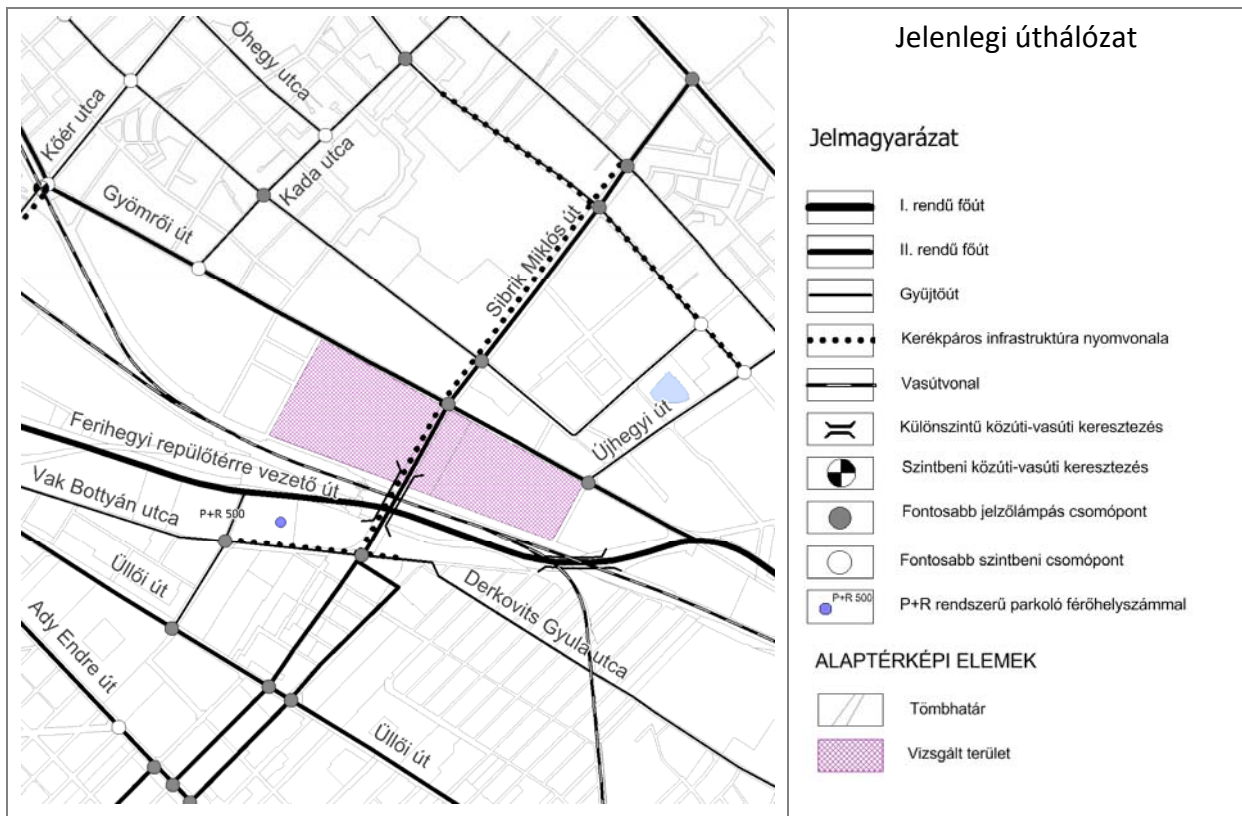 Óhegy utca
Kőér utca
Kada utca
Gyömrői út
Sibrik Miklós út
Újhegyi út
Ferihegyi repülőtérre vezető út
Vak Bottyán utca
P+R 500
Üllői út
Derkovits Gyula utca
Ady Endre út
Üllői út
Jelenlegi úthálózat
Jelmagyarázat
I. rendű főút
II. rendű főút
Gyűjtőút
Kerékpáros infrastruktúra nyomvonala
Vasútvonal
Különszintű közúti-vasúti keresztezés
Szintbeni közúti-vasúti keresztezés
Fontosabb jelzőlámpás csomópont
Fontosabb szintbeni csomópont
P+R 500
P+R rendszerű parkoló férőhelyszámmal
ALAPTÉRKÉPI ELEMEK
Tömbhatár
Vizsgált terület